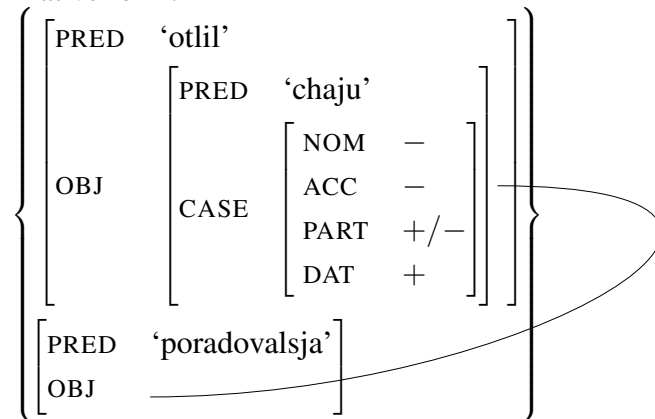 PRED 'otlil'
PRED 'chaju'
NOM −
OBJ
ACC −
CASE
PART +/−
DAT +
PRED 'poradovalsja'
OBJ